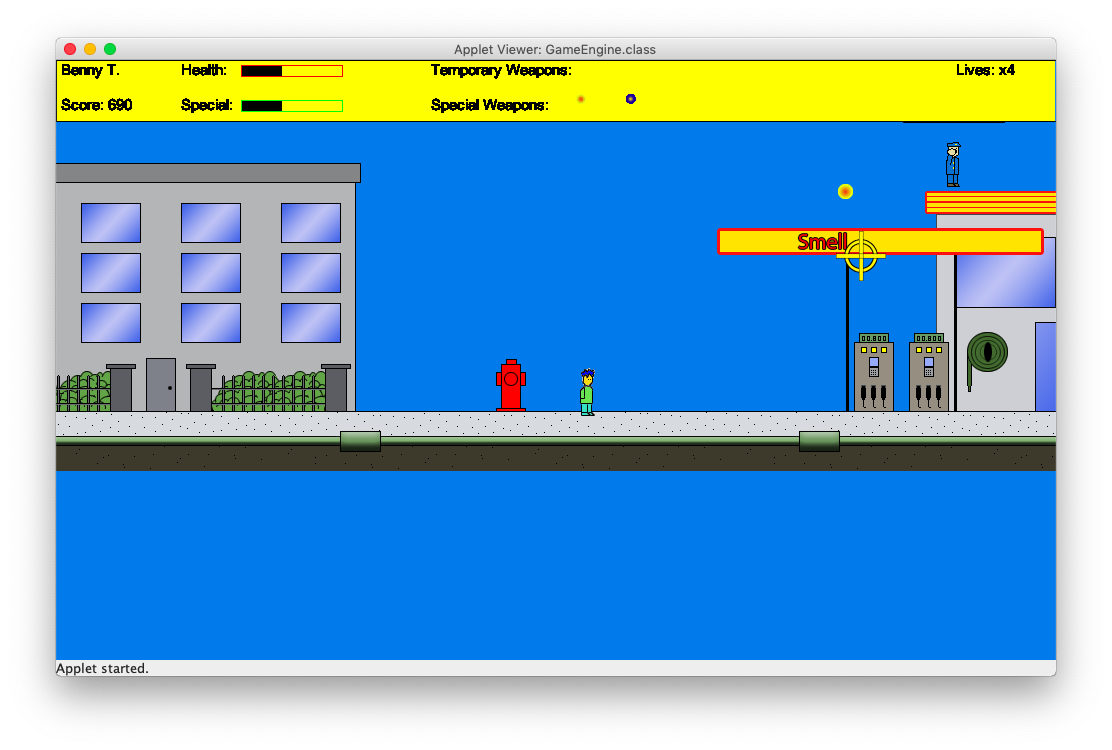 Applet Viewer: GameEngine.class
Benny T. Health: Temporary Weapons: Lives: x4
Score: 690 Special: Special Weapons:
Smell
Applet started.